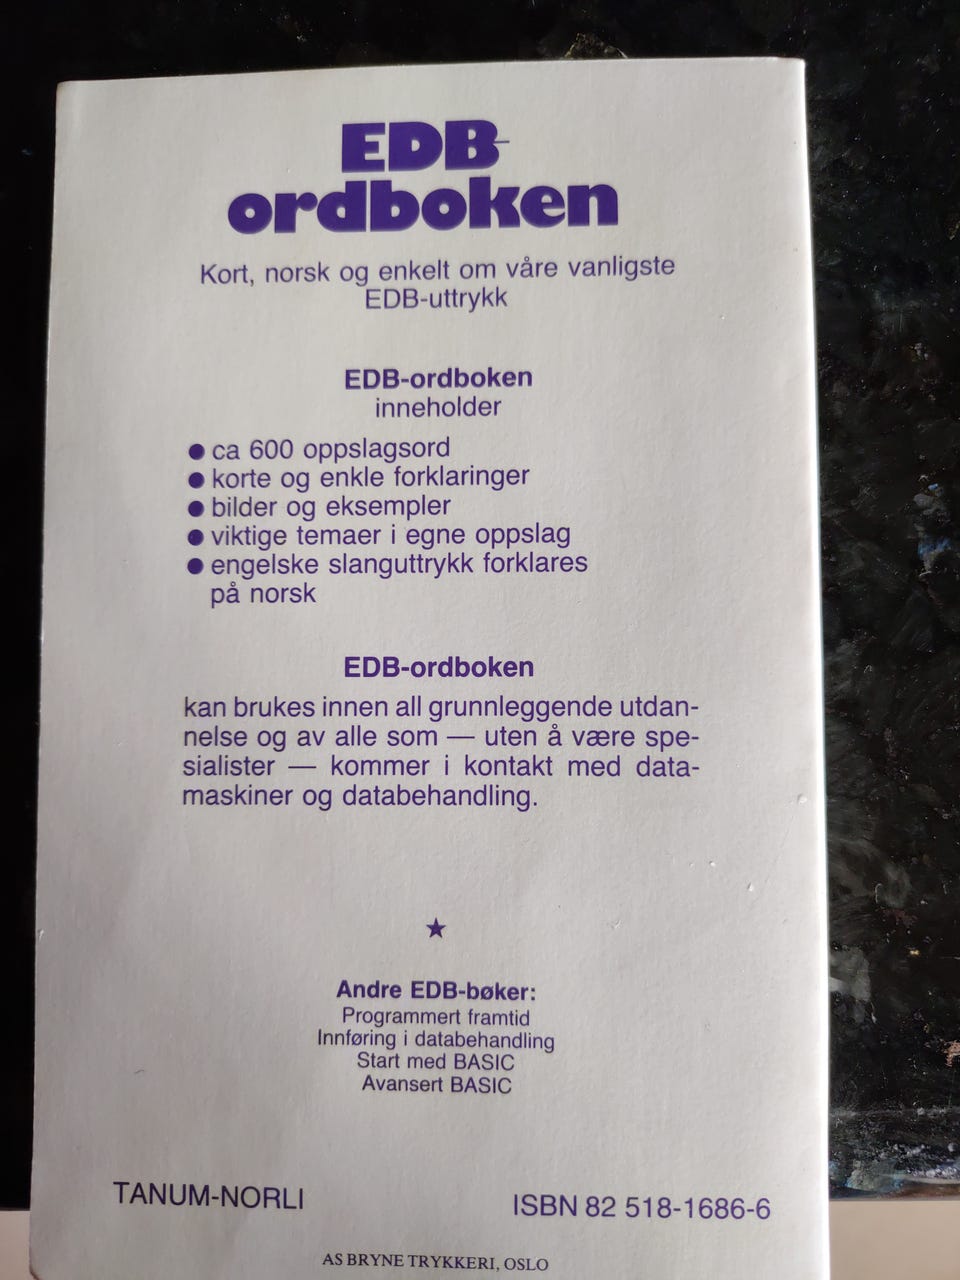 EDB-
ordboken
Kort, norsk og enkelt om våre vanligste
EDB-uttrykk
EDB-ordboken
inneholder
● ca 600 oppslagsord
● korte og enkle forklaringer
● bilder og eksempler
● viktige temaer i egne oppslag
● engelske slanguttrykk forklares
på norsk
EDB-ordboken
kan brukes innen all grunnleggende utdan-
nelse og av alle som — uten å være spe-
sialister — kommer i kontakt med data-
maskiner og databehandling.
★
Andre EDB-bøker:
Programmert framtid
Innføring i databehandling
Start med BASIC
Avansert BASIC
TANUM-NORLI
ISBN 82 518-1686-6
AS BRYNE TRYKKERI, OSLO